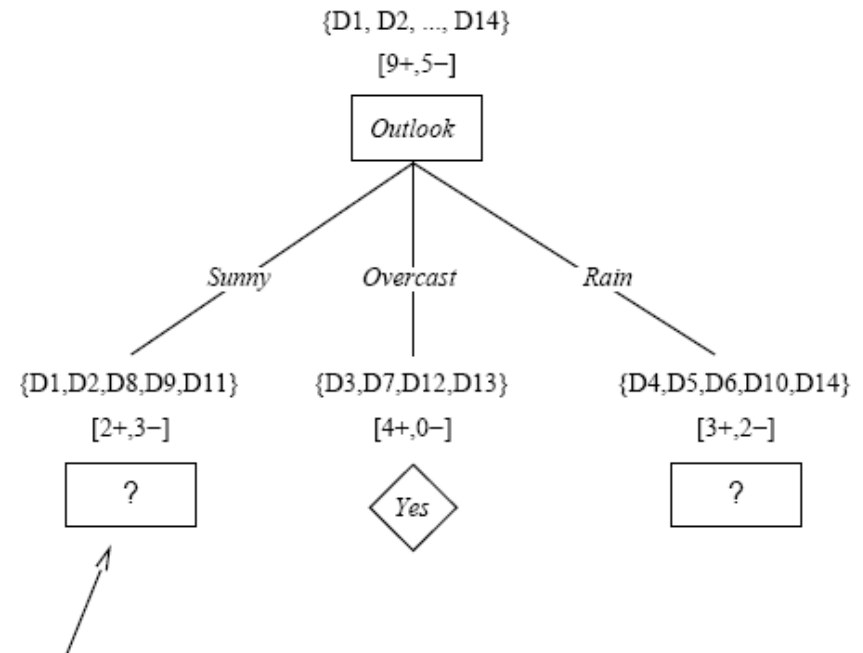 {D1, D2, ..., D14}
[9+,5−]
Outlook
Sunny Overcast Rain
{D1,D2,D8,D9,D11} {D3,D7,D12,D13} {D4,D5,D6,D10,D14}
[2+,3−] [4+,0−] [3+,2−]
? Yes ?